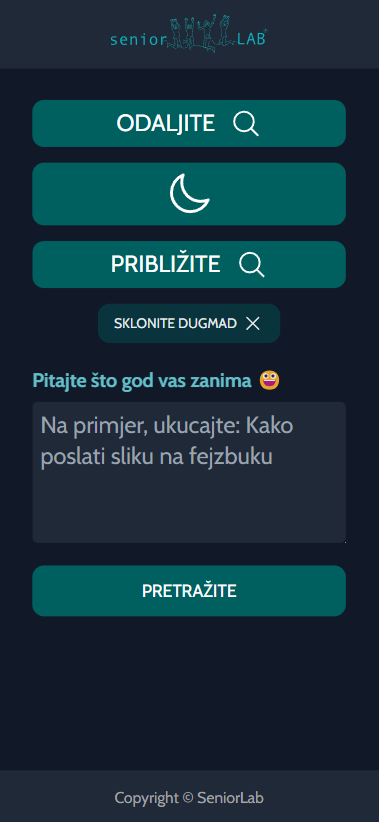 senior LAB
ODALJITE
PRIBLIŽITE
SKLONITE DUGMAD
Pitajte što god vas zanima
Na primjer, ukucajte: Kako
poslati sliku na fejzbuku
PRETRAŽITE
Copyright © SeniorLab